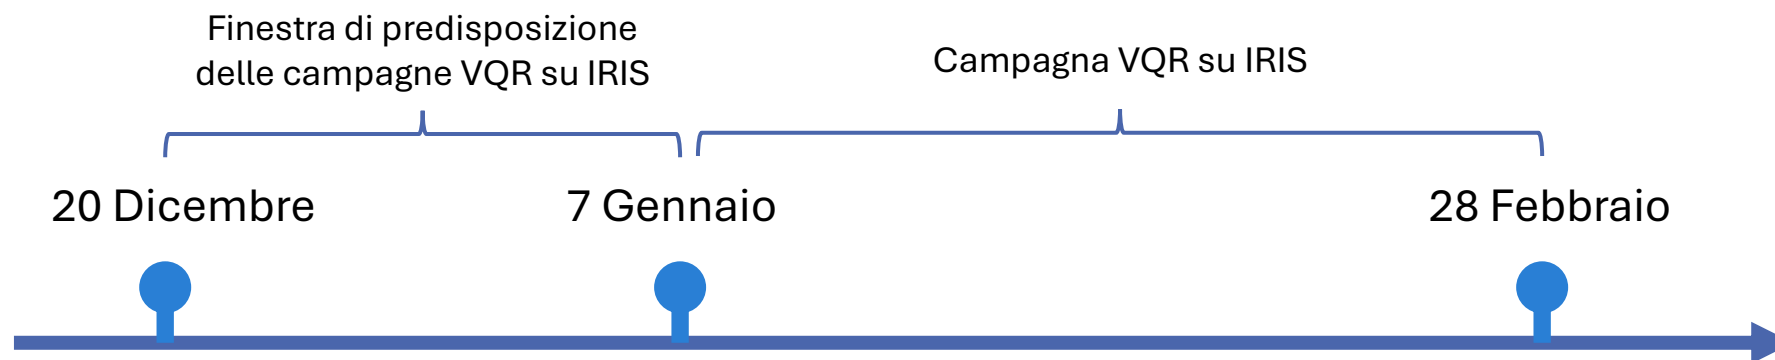 Finestra di predisposizione
delle campagne VQR su IRIS
Campagna VQR su IRIS
20 Dicembre
7 Gennaio
28 Febbraio